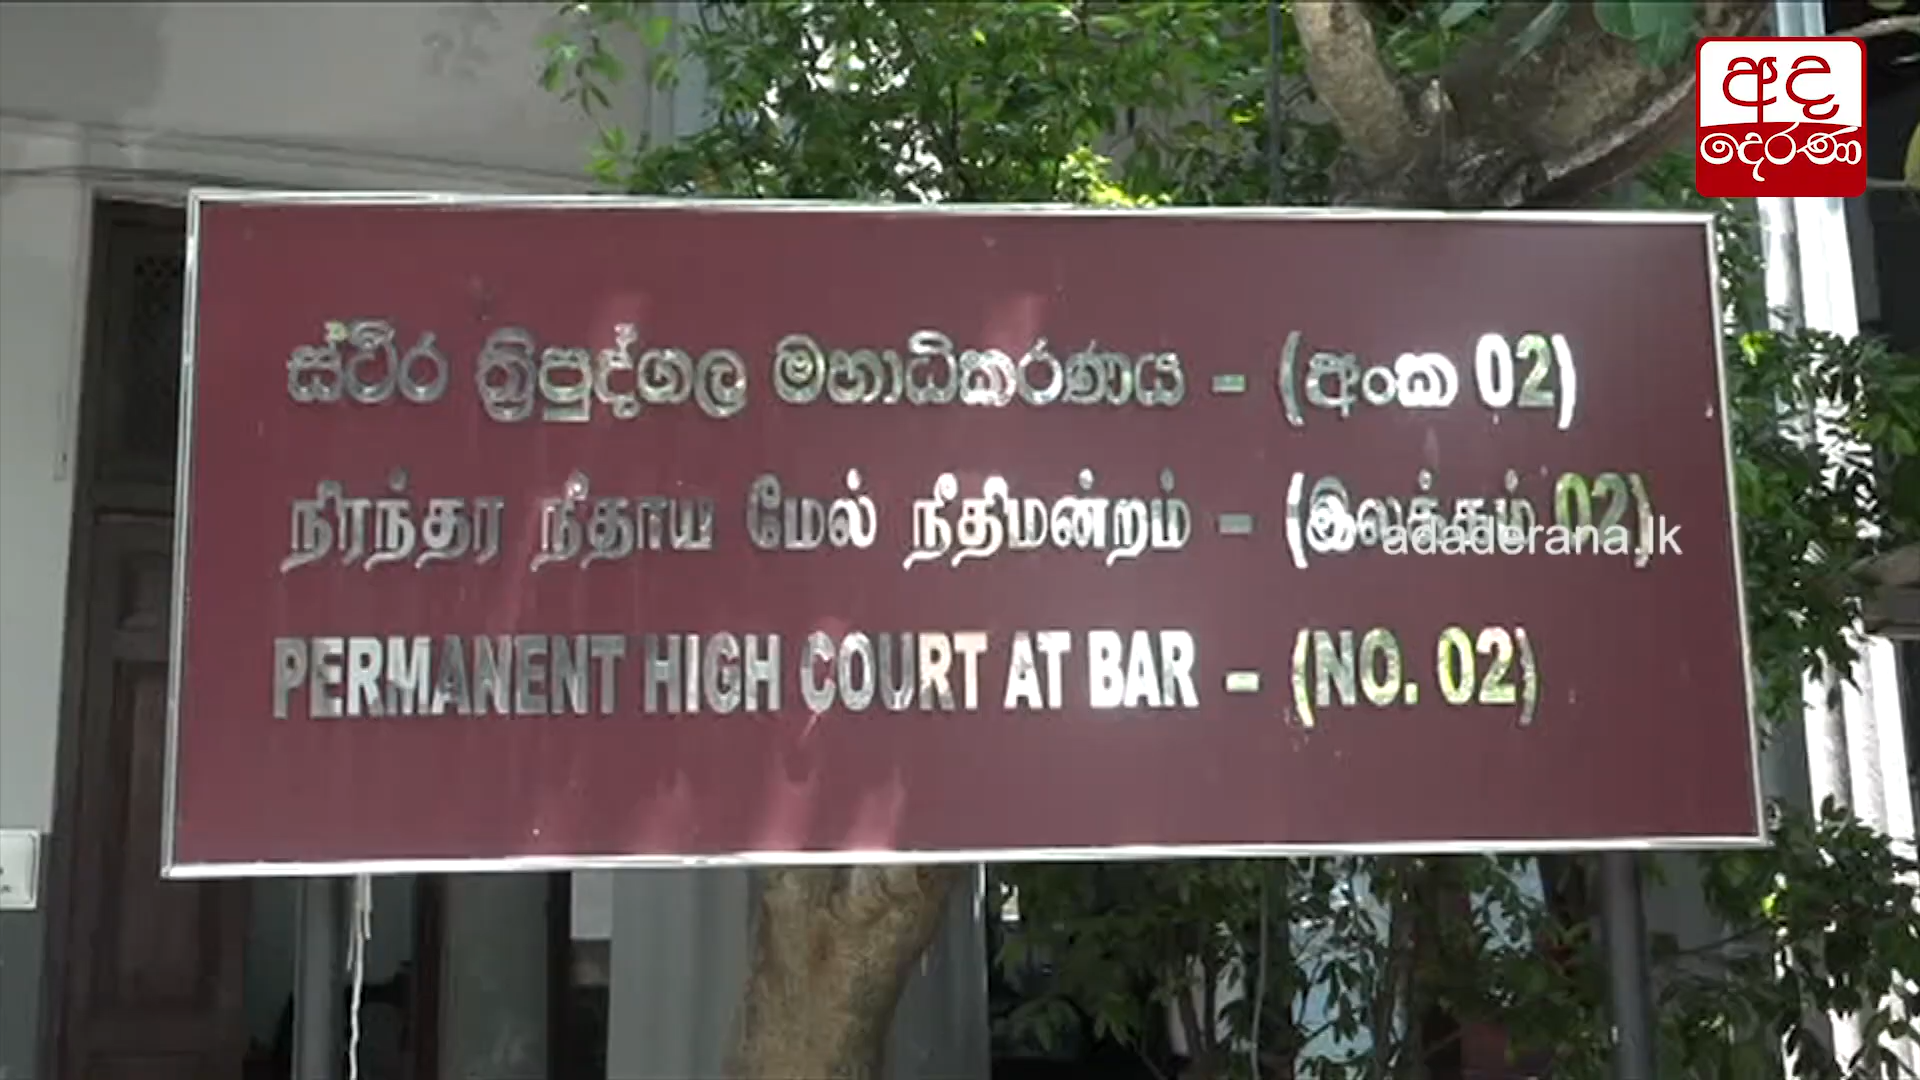 අද
දෙරණ
ස්ථිර ත්‍රිපුද්ගල මහාධිකරණය - (අංක 02)
நிரந்தர நீதாய மேல் நீதிமன்றம் - (இலக்கம் 02)
adaderana.lk
PERMANENT HIGH COURT AT BAR - (NO. 02)